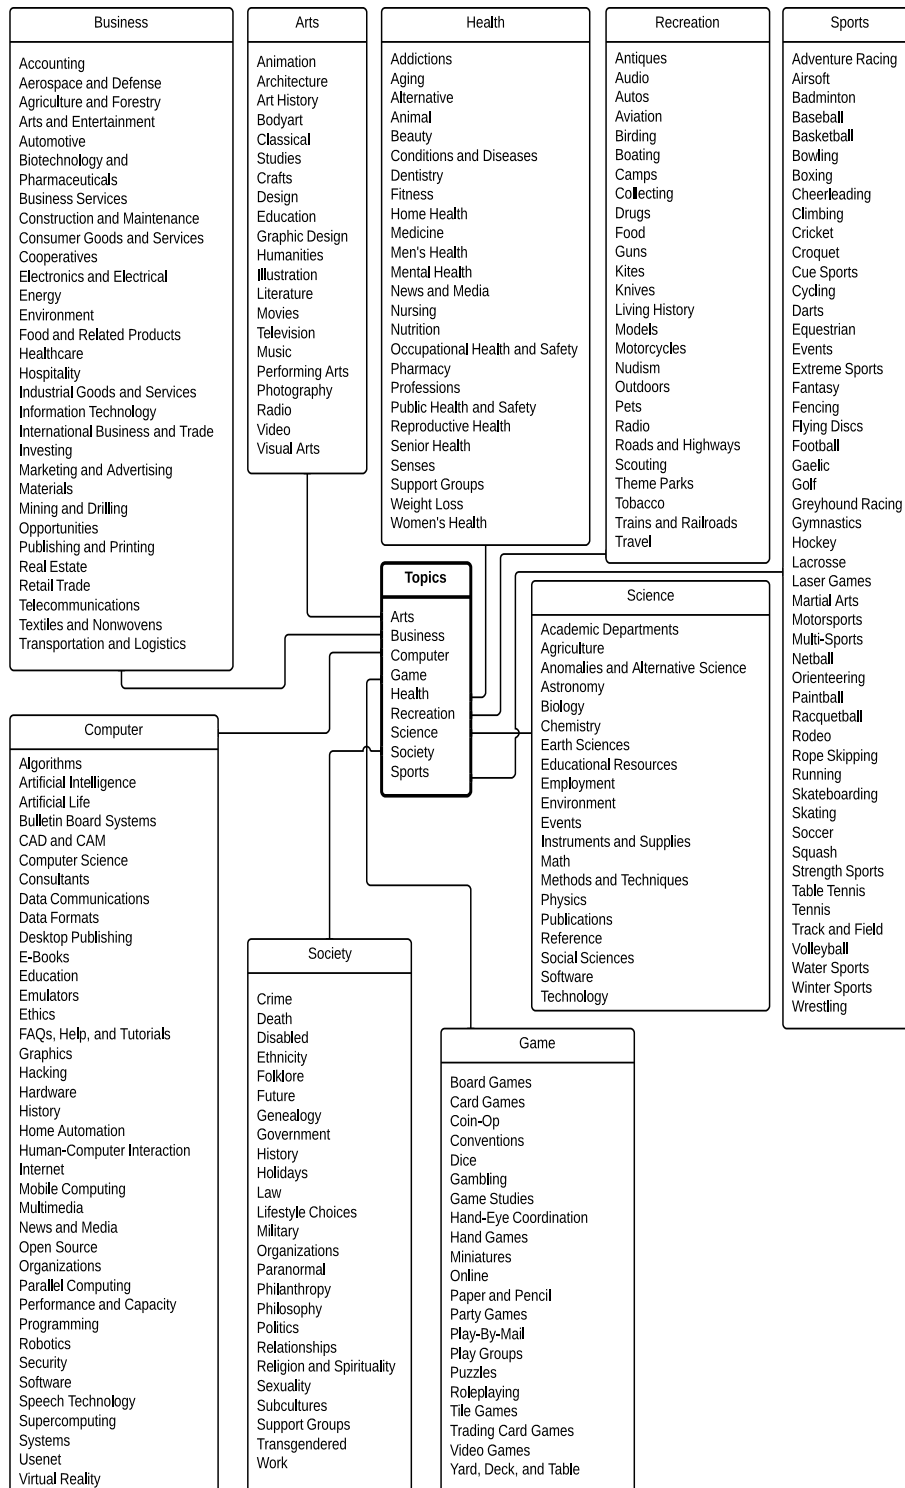 Business
Accounting
Aerospace and Defense
Agriculture and Forestry
Arts and Entertainment
Automotive
Biotechnology and
Pharmaceuticals
Business Services
Construction and Maintenance
Consumer Goods and Services
Cooperatives
Electronics and Electrical
Energy
Environment
Food and Related Products
Healthcare
Hospitality
Industrial Goods and Services
Information Technology
International Business and Trade
Investing
Marketing and Advertising
Materials
Mining and Drilling
Opportunities
Publishing and Printing
Real Estate
Retail Trade
Telecommunications
Textiles and Nonwovens
Transportation and Logistics
Arts
Animation
Architecture
Art History
Bodyart
Classical
Studies
Crafts
Design
Education
Graphic Design
Humanities
Illustration
Literature
Movies
Television
Music
Performing Arts
Photography
Radio
Video
Visual Arts
Health
Addictions
Aging
Alternative
Animal
Beauty
Conditions and Diseases
Dentistry
Fitness
Home Health
Medicine
Men's Health
Mental Health
News and Media
Nursing
Nutrition
Occupational Health and Safety
Pharmacy
Professions
Public Health and Safety
Reproductive Health
Senior Health
Senses
Support Groups
Weight Loss
Women's Health
Recreation
Antiques
Audio
Autos
Aviation
Birding
Boating
Camps
Collecting
Drugs
Food
Guns
Kites
Knives
Living History
Models
Motorcycles
Nudism
Outdoors
Pets
Radio
Roads and Highways
Scouting
Theme Parks
Tobacco
Trains and Railroads
Travel
Sports
Adventure Racing
Airsoft
Badminton
Baseball
Basketball
Bowling
Boxing
Cheerleading
Climbing
Cricket
Croquet
Cue Sports
Cycling
Darts
Equestrian
Events
Extreme Sports
Fantasy
Fencing
Flying Discs
Football
Gaelic
Golf
Greyhound Racing
Gymnastics
Hockey
Lacrosse
Laser Games
Martial Arts
Motorsports
Multi-Sports
Netball
Orienteering
Paintball
Racquetball
Rodeo
Rope Skipping
Running
Skateboarding
Skating
Soccer
Squash
Strength Sports
Table Tennis
Tennis
Track and Field
Volleyball
Water Sports
Winter Sports
Wrestling
Topics
Arts
Business
Computer
Game
Health
Recreation
Science
Society
Sports
Science
Academic Departments
Agriculture
Anomalies and Alternative Science
Astronomy
Biology
Chemistry
Earth Sciences
Educational Resources
Employment
Environment
Events
Instruments and Supplies
Math
Methods and Techniques
Physics
Publications
Reference
Social Sciences
Software
Technology
Computer
Algorithms
Artificial Intelligence
Artificial Life
Bulletin Board Systems
CAD and CAM
Computer Science
Consultants
Data Communications
Data Formats
Desktop Publishing
E-Books
Education
Emulators
Ethics
FAQs, Help, and Tutorials
Graphics
Hacking
Hardware
History
Home Automation
Human-Computer Interaction
Internet
Mobile Computing
Multimedia
News and Media
Open Source
Organizations
Parallel Computing
Performance and Capacity
Programming
Robotics
Security
Software
Speech Technology
Supercomputing
Systems
Usenet
Virtual Reality
Society
Crime
Death
Disabled
Ethnicity
Folklore
Future
Genealogy
Government
History
Holidays
Law
Lifestyle Choices
Military
Organizations
Paranormal
Philanthropy
Philosophy
Politics
Relationships
Religion and Spirituality
Sexuality
Subcultures
Support Groups
Transgendered
Work
Game
Board Games
Card Games
Coin-Op
Conventions
Dice
Gambling
Game Studies
Hand-Eye Coordination
Hand Games
Miniatures
Online
Paper and Pencil
Party Games
Play-By-Mail
Play Groups
Puzzles
Roleplaying
Tile Games
Trading Card Games
Video Games
Yard, Deck, and Table